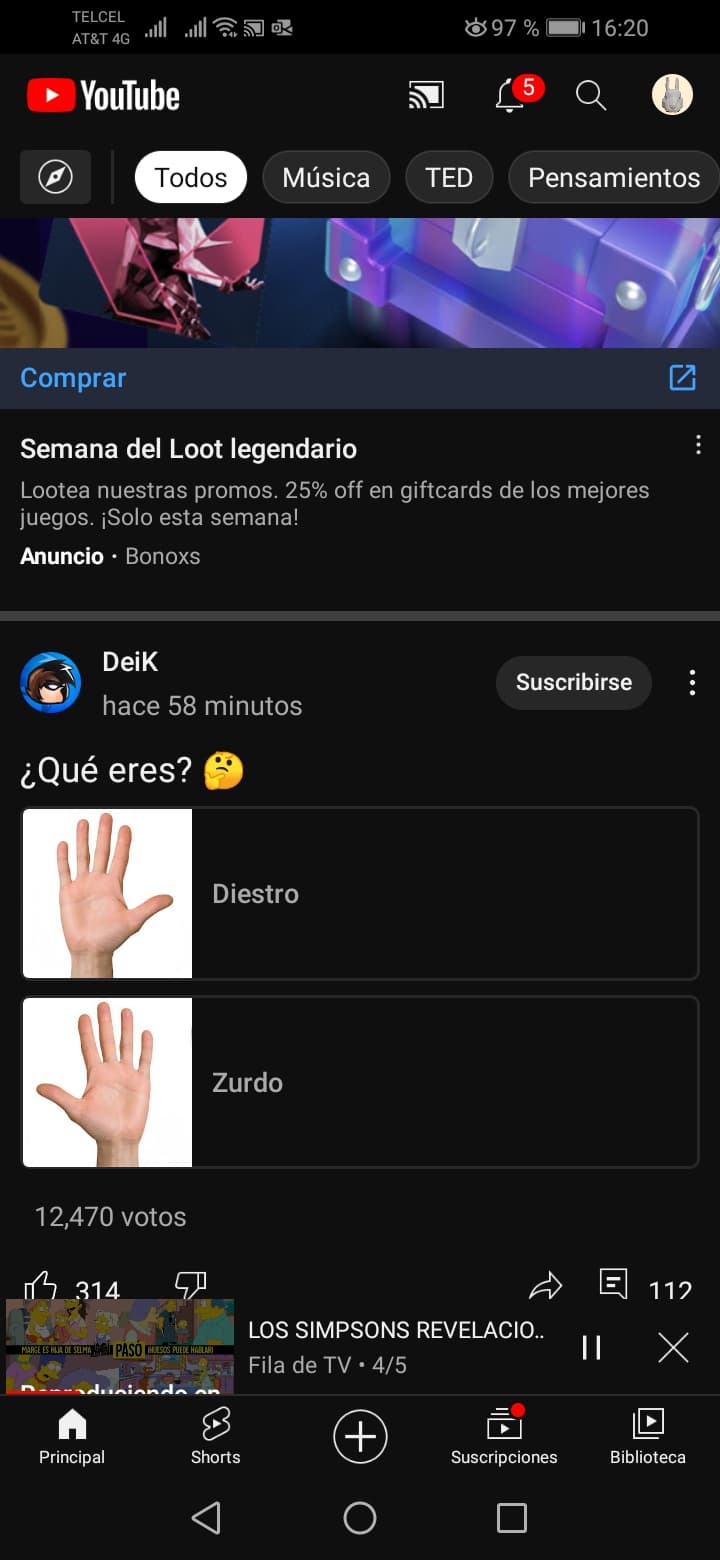 TELCEL
AT&T 4G
97 %
16:20
YouTube
5
Todos
Música
TED
Pensamientos
Comprar
Semana del Loot legendario
Lootea nuestras promos. 25% off en giftcards de los mejores
juegos. ¡Solo esta semana!
Anuncio · Bonoxs
DeiK
hace 58 minutos
Suscribirse
¿Qué eres? 🤔
Diestro
Zurdo
12,470 votos
314
112
MARGE ES HIJA DE SELMA
PASÓ
HUESOS PUEDE HABLAR!
Reproduciendo en
LOS SIMPSONS REVELACIO..
Fila de TV • 4/5
Principal
Shorts
Suscripciones
Biblioteca